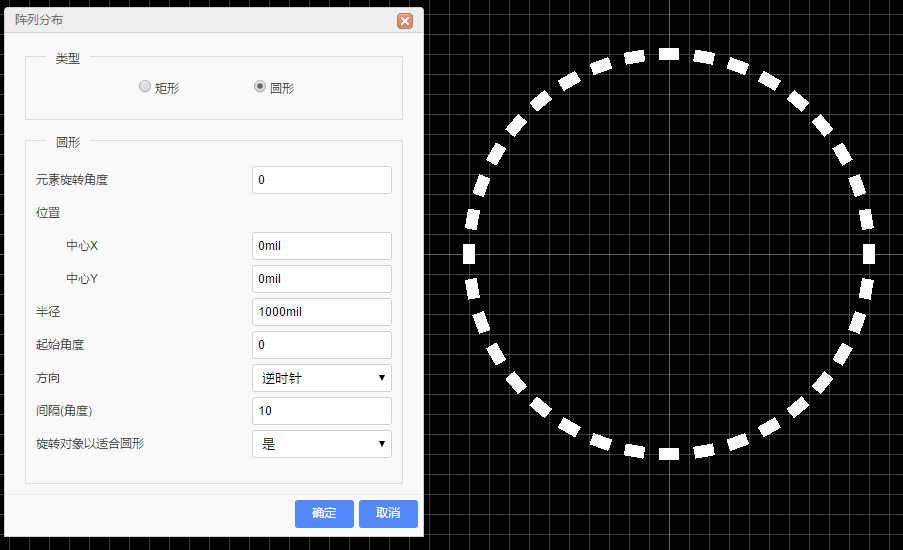 阵列分布
类型
矩形 圆形
圆形
元素旋转角度 0
位置
中心X 0mil
中心Y 0mil
半径 1000mil
起始角度 0
方向 逆时针
间隔(角度) 10
旋转对象以适合圆形 是
确定 取消